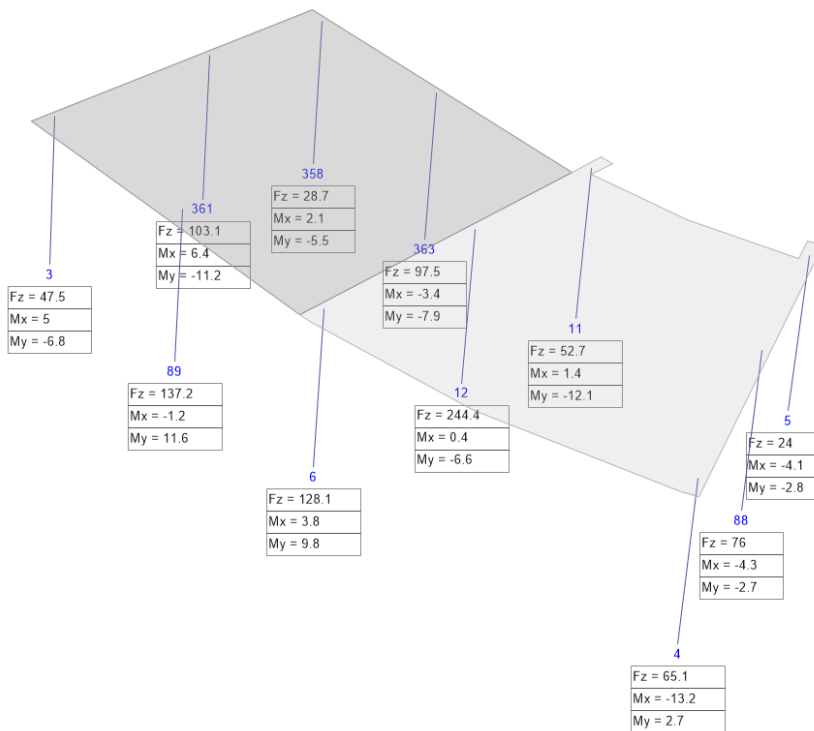 358
Fz = 28.7
Mx = 2.1
My = -5.5
361
Fz = 103.1
Mx = 6.4
My = -11.2
363
Fz = 97.5
Mx = -3.4
My = -7.9
3
Fz = 47.5
Mx = 5
My = -6.8
11
Fz = 52.7
Mx = 1.4
My = -12.1
89
Fz = 137.2
Mx = -1.2
My = 11.6
12
Fz = 244.4
Mx = 0.4
My = -6.6
5
Fz = 24
Mx = -4.1
My = -2.8
6
Fz = 128.1
Mx = 3.8
My = 9.8
88
Fz = 76
Mx = -4.3
My = -2.7
4
Fz = 65.1
Mx = -13.2
My = 2.7